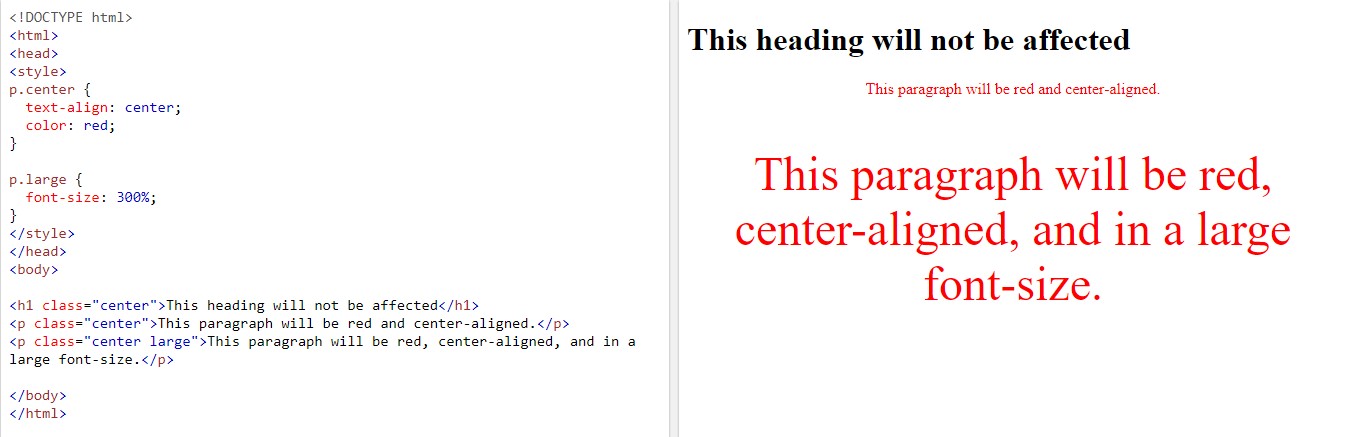 <!DOCTYPE html>
<html>
<head>
<style>
p.center {
  text-align: center;
  color: red;
}

p.large {
  font-size: 300%;
}
</style>
</head>
<body>

<h1 class="center">This heading will not be affected</h1>
<p class="center">This paragraph will be red and center-aligned.</p>
<p class="center large">This paragraph will be red, center-aligned, and in a
large font-size.</p>

</body>
</html>
This heading will not be affected
This paragraph will be red and center-aligned.
This paragraph will be red,
center-aligned, and in a large
font-size.